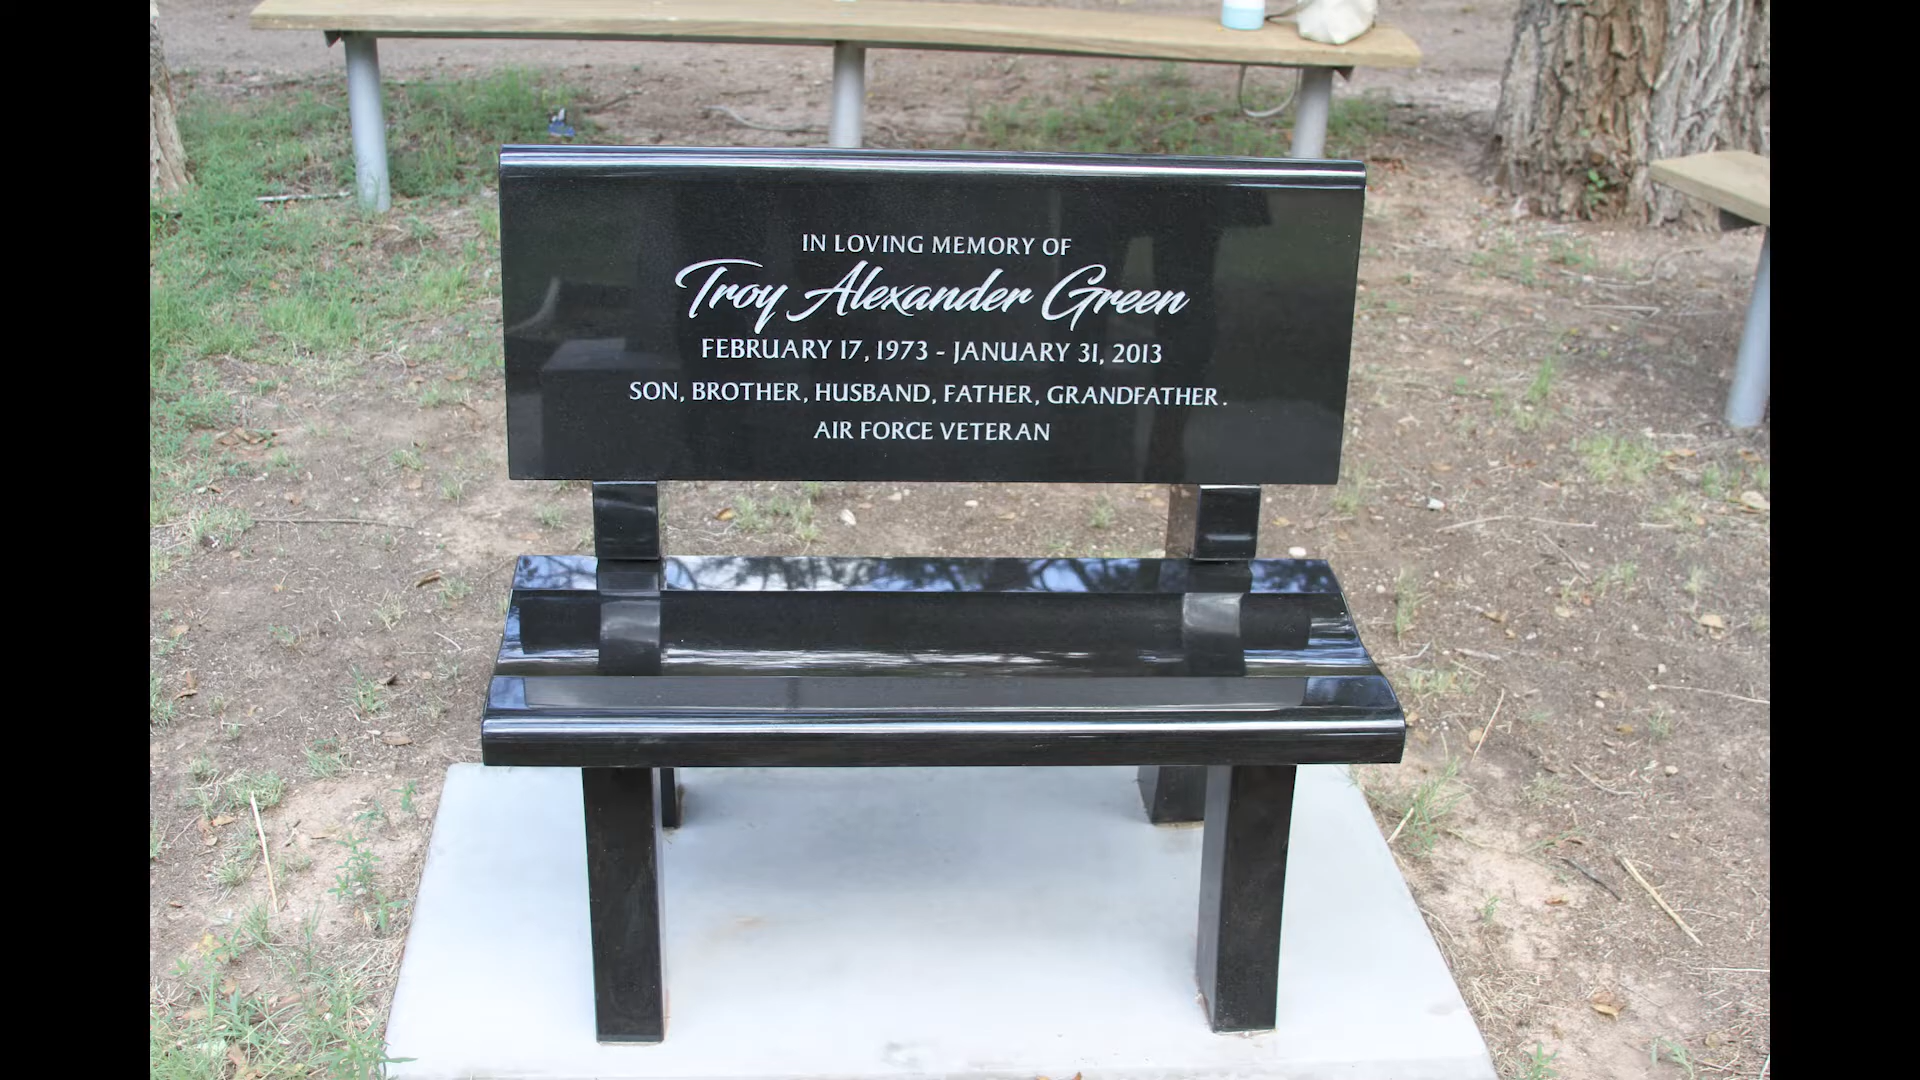 IN LOVING MEMORY OF
Troy Alexander Green
FEBRUARY 17, 1973 - JANUARY 31, 2013
SON, BROTHER, HUSBAND, FATHER, GRANDFATHER.
AIR FORCE VETERAN